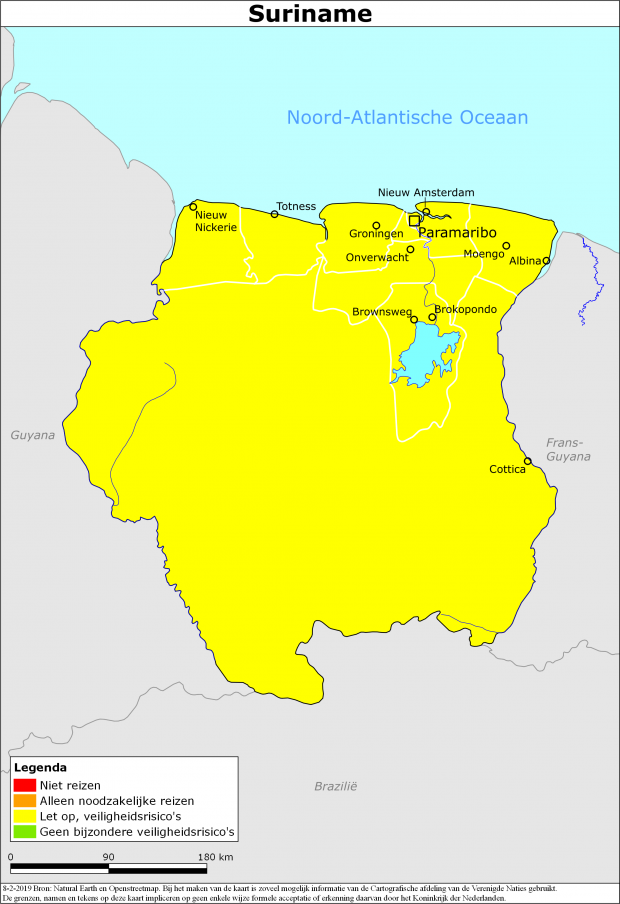 Suriname
Noord-Atlantische Oceaan
Nieuw Amsterdam
Totness
Nieuw
Nickerie
Groningen
Paramaribo
Onverwacht
Moengo
Albina
Brownsweg
Brokopondo
Guyana
Frans-
Guyana
Cottica
Brazilië
Legenda
Niet reizen
Alleen noodzakelijke reizen
Let op, veiligheidsrisico's
Geen bijzondere veiligheidsrisico's
0 90 180 km
8-2-2019 Bron: Natural Earth en Openstreetmap. Bij het maken van de kaart is zoveel mogelijk informatie van de Cartografische afdeling van de Verenigde Naties gebruikt.
De grenzen, namen en tekens op deze kaart impliceren op geen enkele wijze formele acceptatie of erkenning daarvan door het Koninkrijk der Nederlanden.